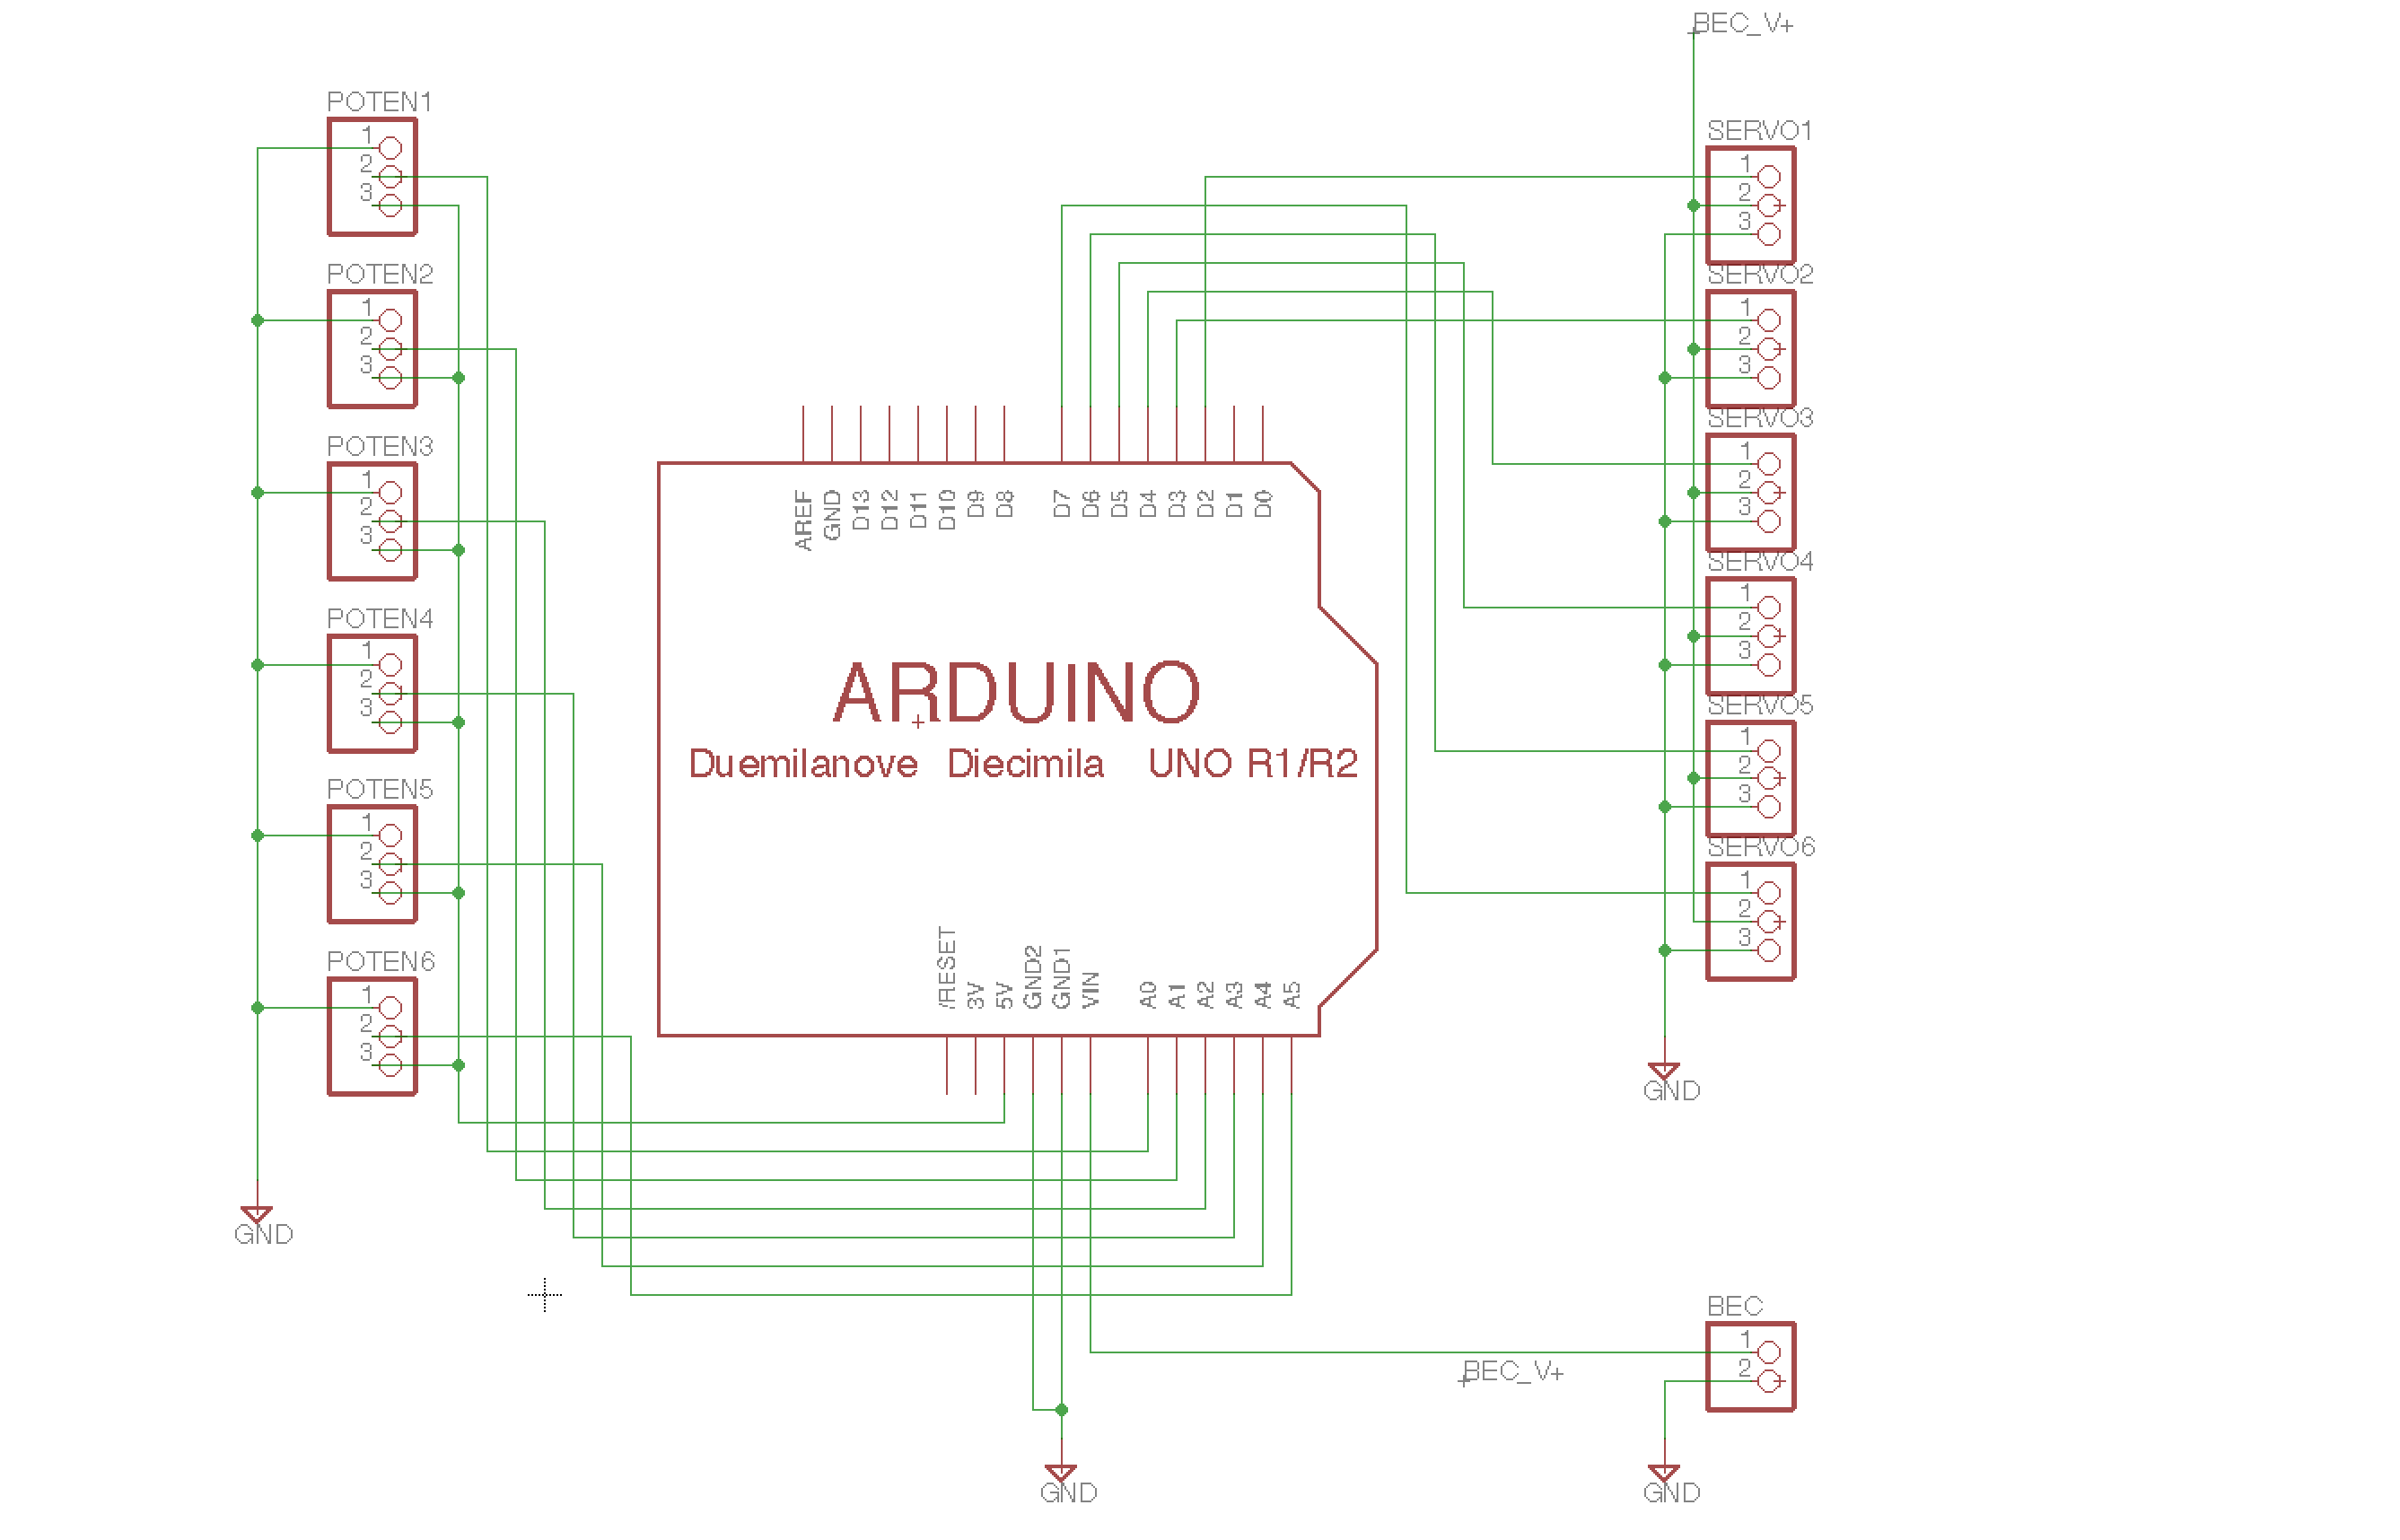 BEC_V+
POTEN1
1
2
3
POTEN2
1
2
3
POTEN3
1
2
3
POTEN4
1
2
3
POTEN5
1
2
3
POTEN6
1
2
3
GND
AREF
GND
D13
D12
D11
D10
D9
D8
D7
D6
D5
D4
D3
D2
D1
D0
ARDUINO
Duemilanove Diecimila UNO R1/R2
/RESET
3V
5V
GND2
GND1
VIN
A0
A1
A2
A3
A4
A5
GND
SERVO1
1
2
3
SERVO2
1
2
3
SERVO3
1
2
3
SERVO4
1
2
3
SERVO5
1
2
3
SERVO6
1
2
3
GND
BEC
1
2
BEC_V+
GND